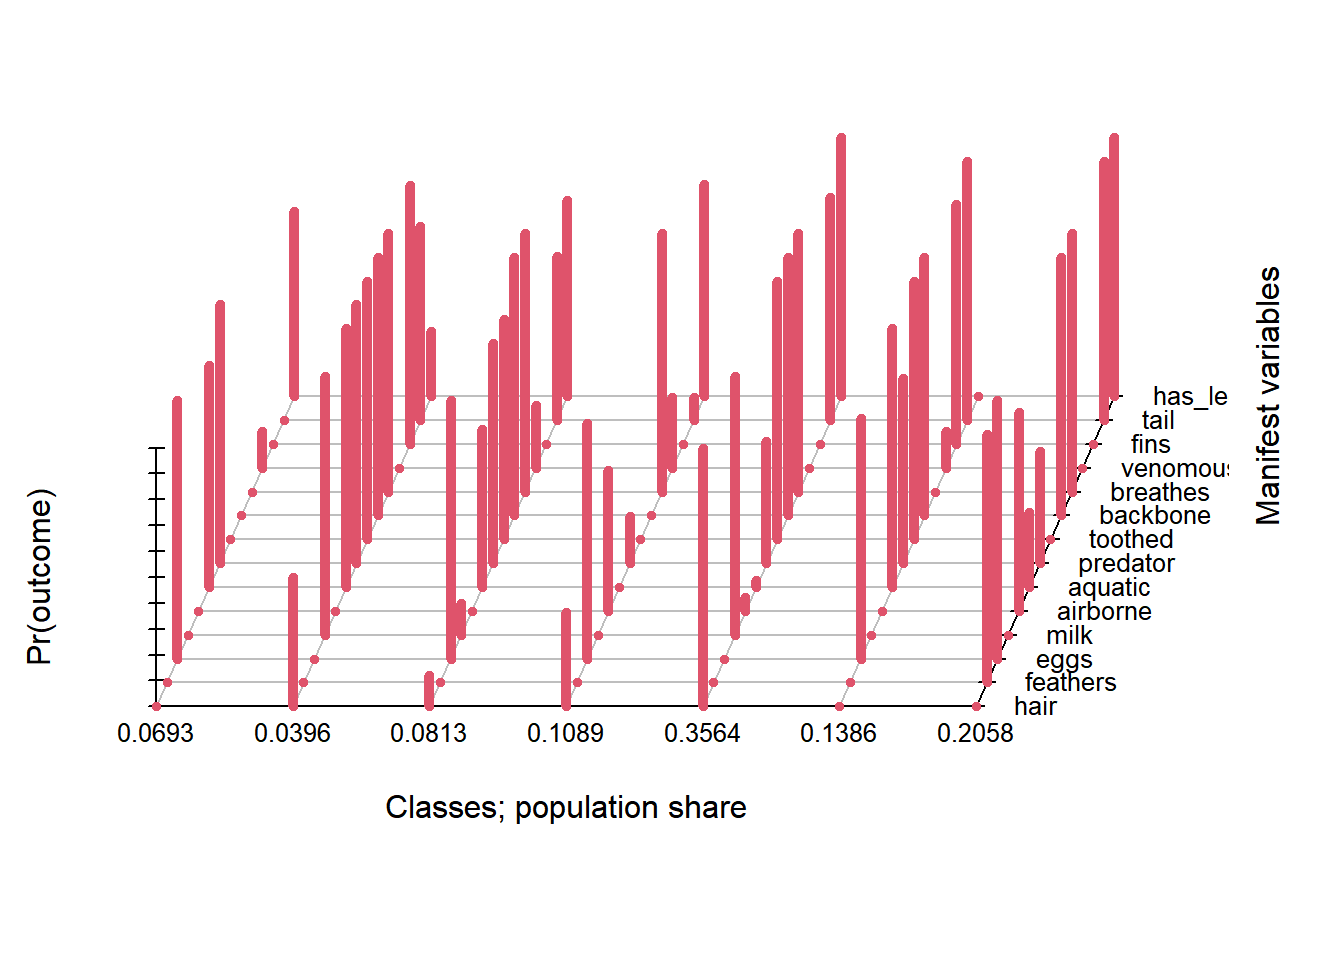 Pr(outcome)
Manifest variables
has_le
tail
fins
venomous
breathes
backbone
toothed
predator
aquatic
airborne
milk
eggs
feathers
hair
0.0693 0.0396 0.0813 0.1089 0.3564 0.1386 0.2058
Classes; population share